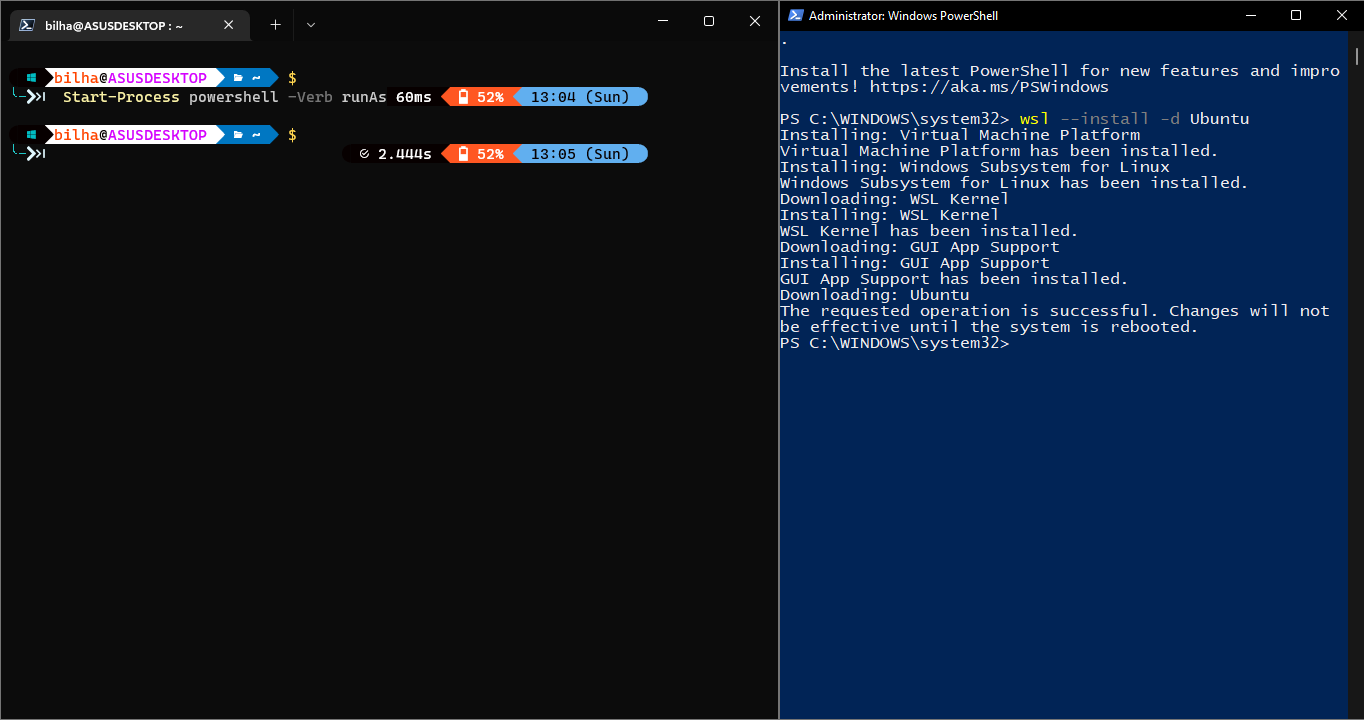 bilha@ASUSDESKTOP : ~
bilha@ASUSDESKTOP ~ $
Start-Process powershell -Verb runAs 60ms 52% 13:04 (Sun)
bilha@ASUSDESKTOP ~ $
2.444s 52% 13:05 (Sun)
Administrator: Windows PowerShell
.
Install the latest PowerShell for new features and impro
vements! https://aka.ms/PSWindows
PS C:\WINDOWS\system32> wsl --install -d Ubuntu
Installing: Virtual Machine Platform
Virtual Machine Platform has been installed.
Installing: Windows Subsystem for Linux
Windows Subsystem for Linux has been installed.
Downloading: WSL Kernel
Installing: WSL Kernel
WSL Kernel has been installed.
Downloading: GUI App Support
Installing: GUI App Support
GUI App Support has been installed.
Downloading: Ubuntu
The requested operation is successful. Changes will not
be effective until the system is rebooted.
PS C:\WINDOWS\system32>